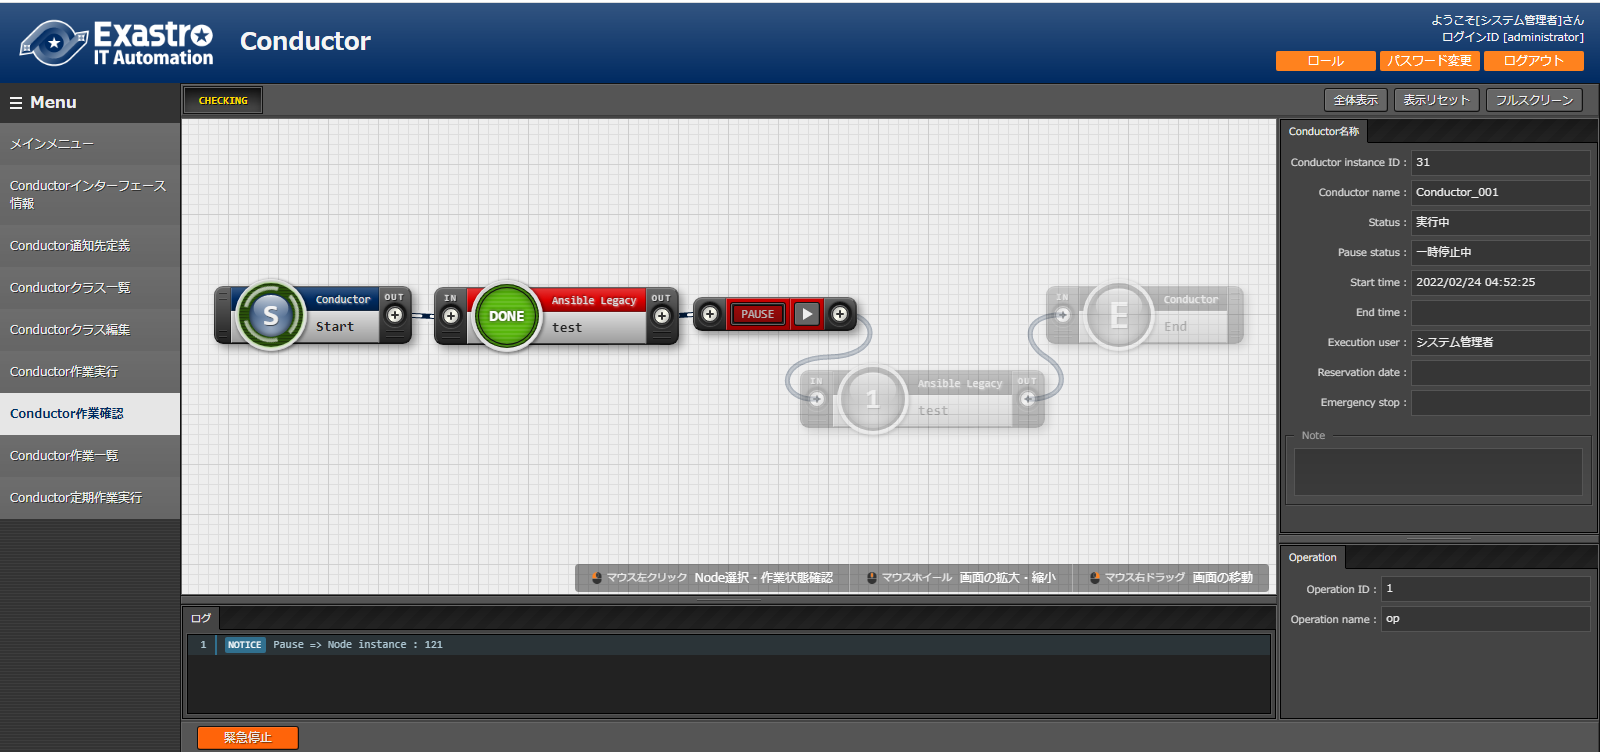 Exastro
IT Automation
Conductor
ようこそ[システム管理者]さん
ログインID [administrator]
ロール
パスワード変更
ログアウト
Menu
メインメニュー
Conductorインターフェース
情報
Conductor通知先定義
Conductorクラス一覧
Conductorクラス編集
Conductor作業実行
Conductor作業確認
Conductor作業一覧
Conductor定期作業実行
CHECKING
全体表示
表示リセット
フルスクリーン
S
Conductor
Start
OUT
IN
DONE
Ansible Legacy
test
OUT
PAUSE
IN
1
Ansible Legacy
test
OUT
IN
E
Conductor
End
マウス左クリック Node選択・作業状態確認
マウスホイール 画面の拡大・縮小
マウス右ドラッグ 画面の移動
ログ
1 NOTICE Pause => Node instance : 121
緊急停止
Conductor名称
Conductor instance ID : 31
Conductor name : Conductor_001
Status : 実行中
Pause status : 一時停止中
Start time : 2022/02/24 04:52:25
End time :
Execution user : システム管理者
Reservation date :
Emergency stop :
Note
Operation
Operation ID : 1
Operation name : op